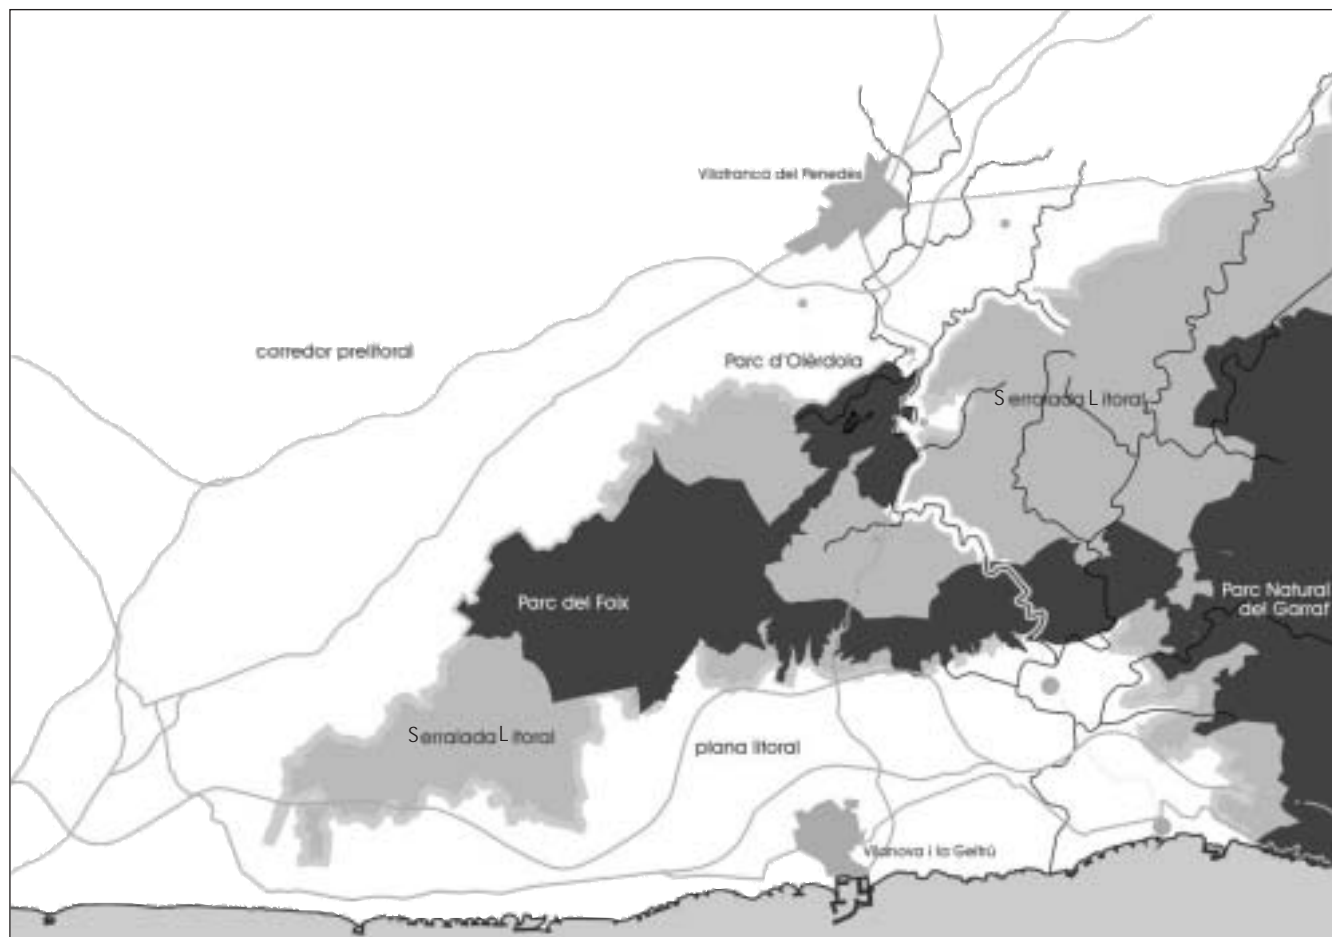 Vilafranca del Penedès
corredor prelitoral
Parc d'Olèrdola
Serralada Litoral
Parc del Foix
Parc Natural
del Garraf
Serralada Litoral
plana litoral
Vilanova i la Geltrú